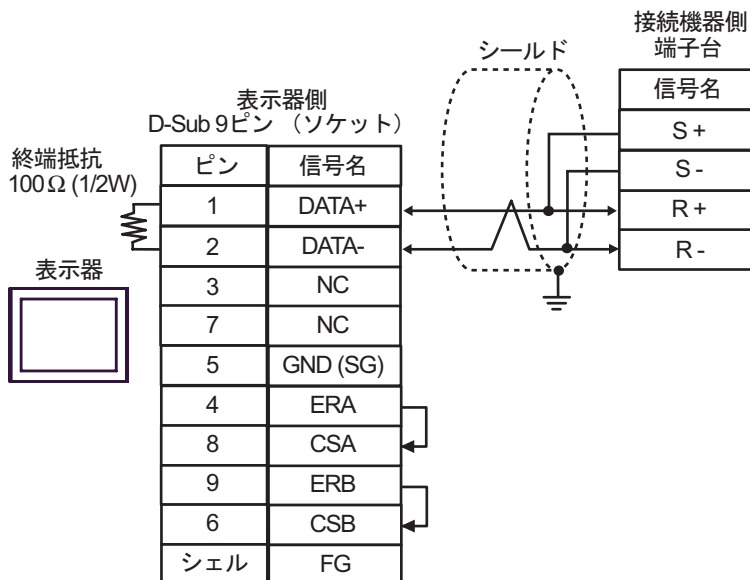 接続機器側
端子台
シールド
信号名
S +
S -
R +
R -
表示器側
D-Sub 9ピン （ソケット）
終端抵抗
100Ω (1/2W)
表示器
ピン 信号名
1 DATA+
2 DATA-
3 NC
7 NC
5 GND (SG)
4 ERA
8 CSA
9 ERB
6 CSB
シェル FG